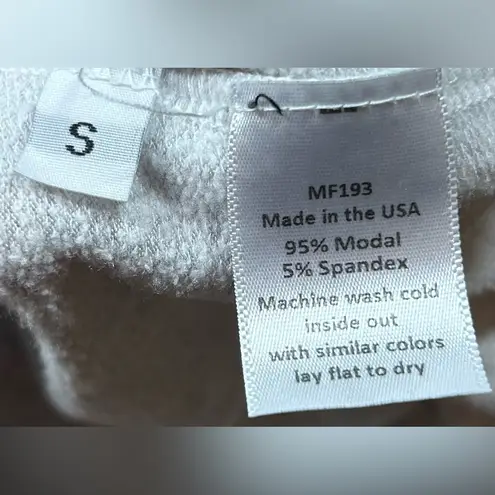 S
MF193
Made in the USA
95% Modal
5% Spandex
Machine wash cold
inside out
with similar colors
lay flat to dry